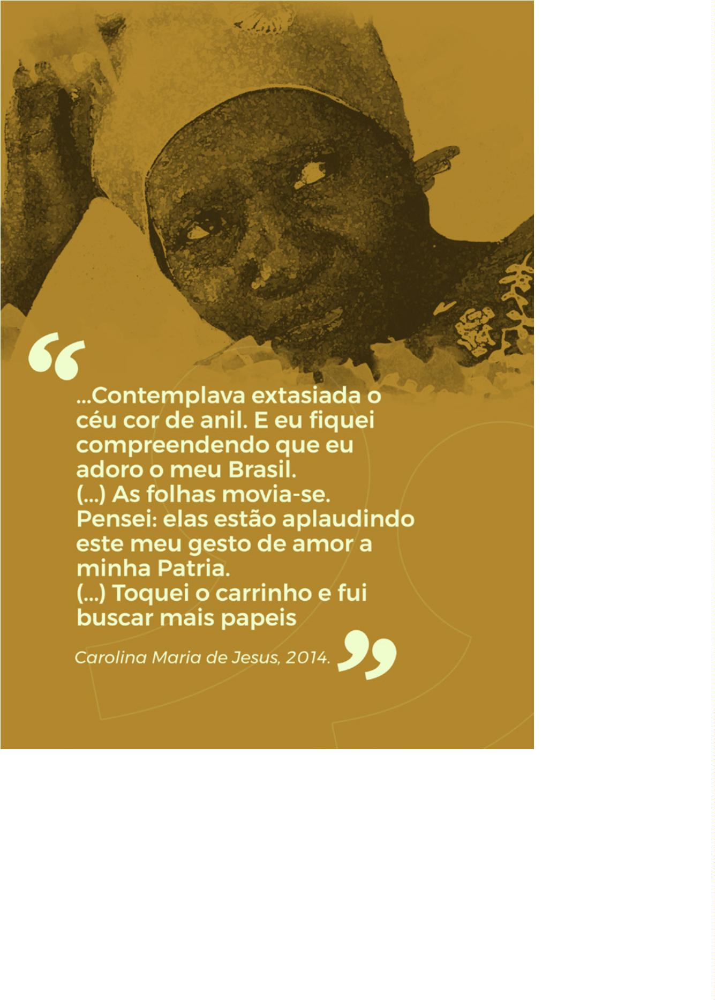 “
...Contemplava extasiada o
céu cor de anil. E eu fiquei
compreendendo que eu
adoro o meu Brasil.
(...) As folhas movia-se.
Pensei: elas estão aplaudindo
este meu gesto de amor a
minha Patria.
(...) Toquei o carrinho e fui
buscar mais papeis
Carolina Maria de Jesus, 2014. ”